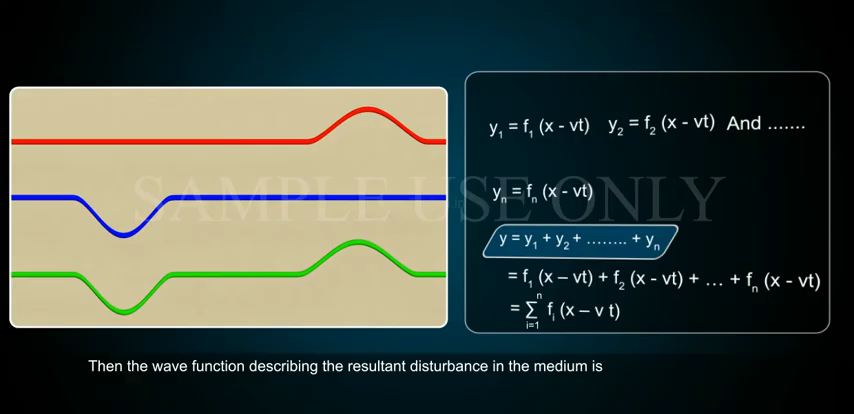 y₁ = f₁ (x - vt) y₂ = f₂ (x - vt) And .......
yₙ = fₙ (x - vt)
SAMPLE USE ONLY
y = y₁ + y₂ + ........ + yₙ
= f₁ (x – vt) + f₂ (x - vt) + ... + fₙ (x - vt)
n
= ∑ fᵢ (x – v t)
i=1
Then the wave function describing the resultant disturbance in the medium is